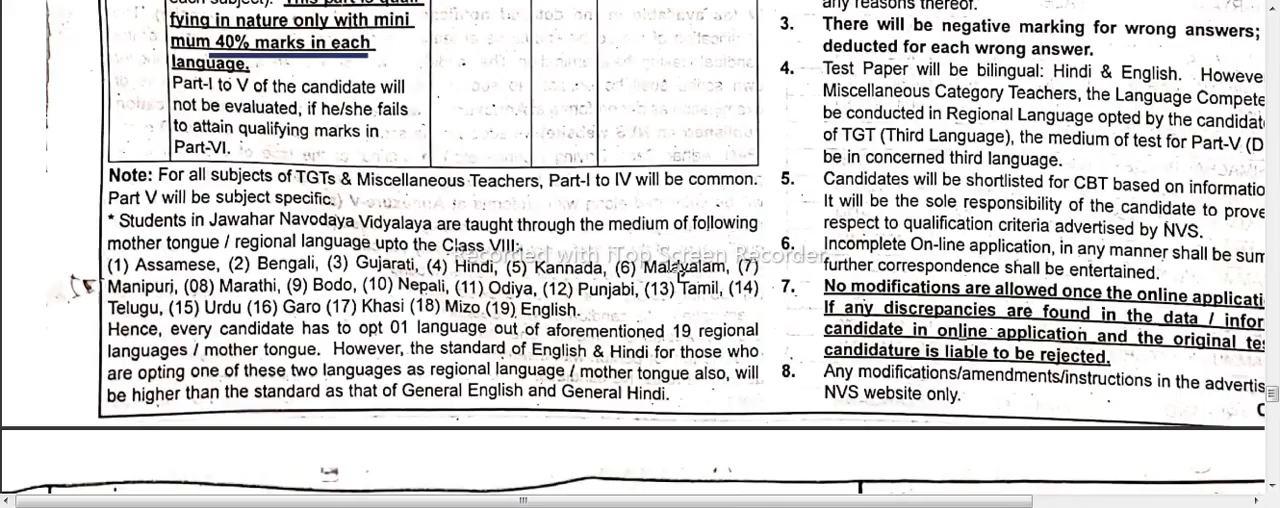 fying in nature only with mini
mum 40% marks in each
language.
Part-I to V of the candidate will
not be evaluated, if he/she fails
to attain qualifying marks in
Part-VI.
Note: For all subjects of TGTs & Miscellaneous Teachers, Part-I to IV will be common.
Part V will be subject specific.
* Students in Jawahar Navodaya Vidyalaya are taught through the medium of following
mother tongue / regional language upto the Class VIII:
(1) Assamese, (2) Bengali, (3) Gujarati, (4) Hindi, (5) Kannada, (6) Malayalam, (7)
Manipuri, (08) Marathi, (9) Bodo, (10) Nepali, (11) Odiya, (12) Punjabi, (13) Tamil, (14)
Telugu, (15) Urdu (16) Garo (17) Khasi (18) Mizo (19) English.
Hence, every candidate has to opt 01 language out of aforementioned 19 regional
languages / mother tongue. However, the standard of English & Hindi for those who
are opting one of these two languages as regional language / mother tongue also, will
be higher than the standard as that of General English and General Hindi.
any reasons thereof.
3. There will be negative marking for wrong answers;
deducted for each wrong answer.
4. Test Paper will be bilingual: Hindi & English. Howeve
Miscellaneous Category Teachers, the Language Compete
be conducted in Regional Language opted by the candidat
of TGT (Third Language), the medium of test for Part-V (D
be in concerned third language.
5. Candidates will be shortlisted for CBT based on informatio
It will be the sole responsibility of the candidate to prove
respect to qualification criteria advertised by NVS.
6. Incomplete On-line application, in any manner shall be sum
further correspondence shall be entertained.
7. No modifications are allowed once the online applicati
If any discrepancies are found in the data / infor
candidate in online application and the original te
candidature is liable to be rejected.
8. Any modifications/amendments/instructions in the advertis
NVS website only.
Recorded with iTop Screen Recorder